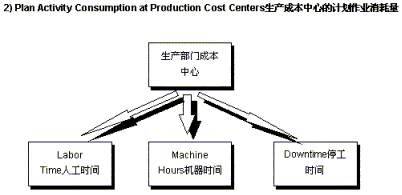 2) Plan Activity Consumption at Production Cost Centers生产成本中心的计划作业消耗量
生产部门成本
中心
Labor
Time人工时间
Machine
Hours机器时间
Downtime停工
时间